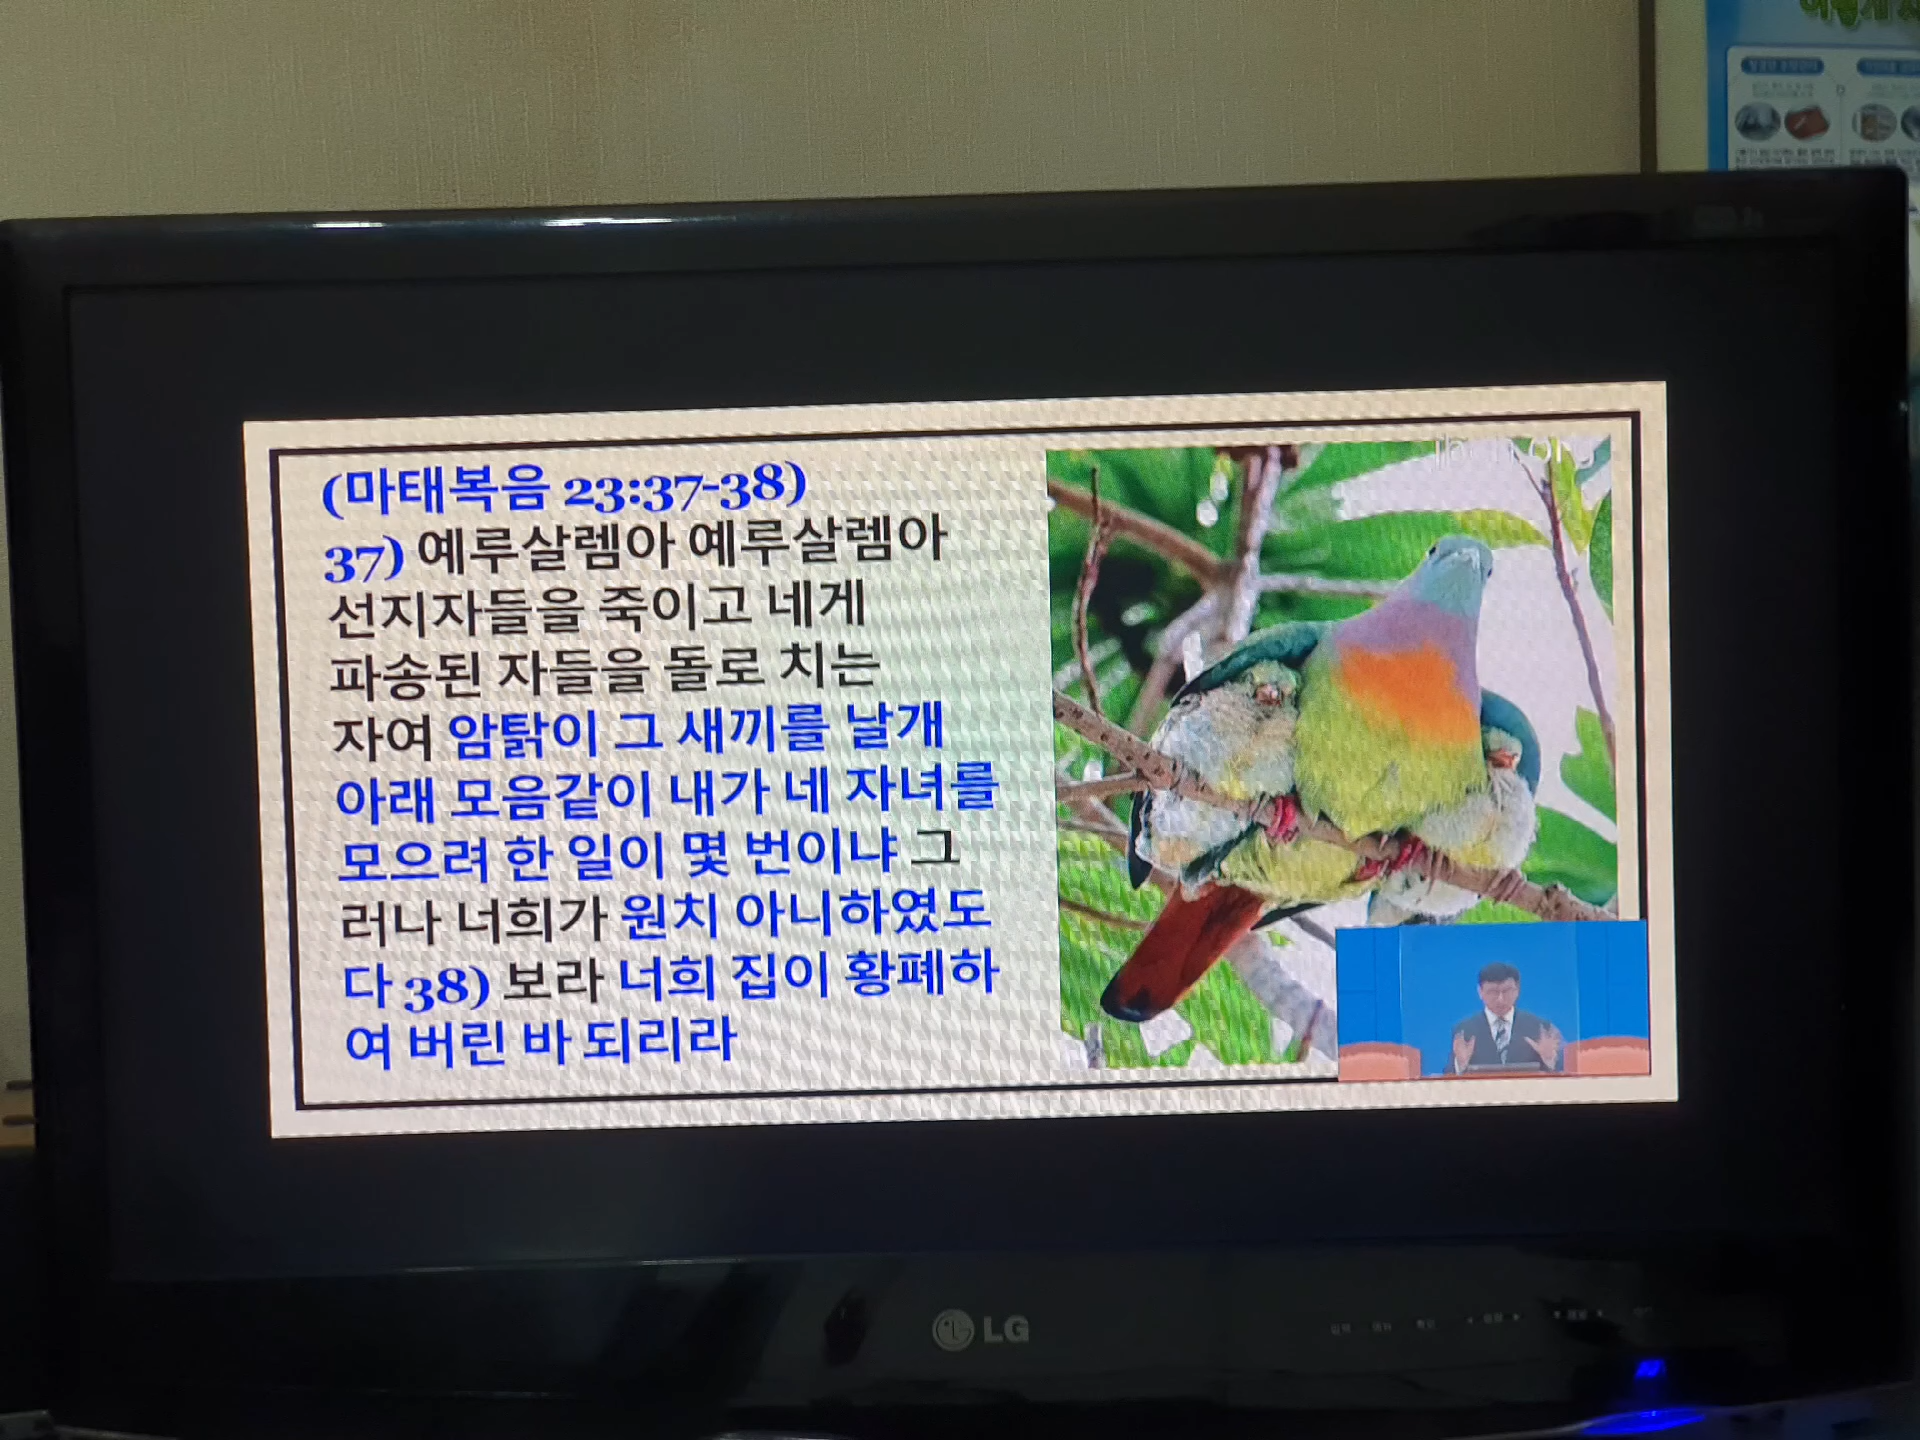 (마태복음 23:37-38)
37) 예루살렘아 예루살렘아
선지자들을 죽이고 네게
파송된 자들을 돌로 치는
자여 암탉이 그 새끼를 날개
아래 모음같이 내가 네 자녀를
모으려 한 일이 몇 번이냐 그
러나 너희가 원치 아니하였도
다 38) 보라 너희 집이 황폐하
여 버린 바 되리라
LG